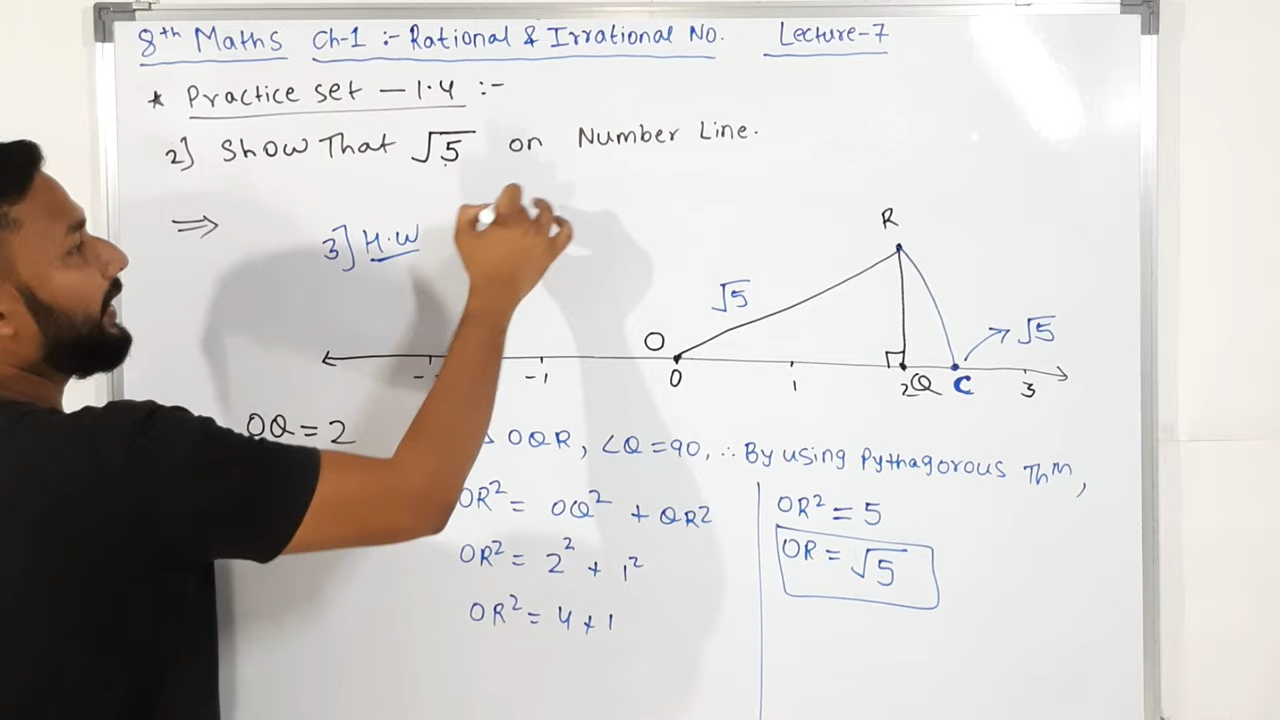 8th Maths Ch-1 :- Rational & Irrational No. Lecture-7
* Practice set — 1.4 :-
2] Show That √5 on Number Line.
⇒
3] H.W
R
√5
O
√5
-1 0 1 2 Q C 3
OQ = 2
Δ OQR, ∠Q = 90, ∴ By using Pythagorous Thm,
OR² = OQ² + QR2
OR² = 2² + 1²
OR² = 4 + 1
OR² = 5
OR = √5